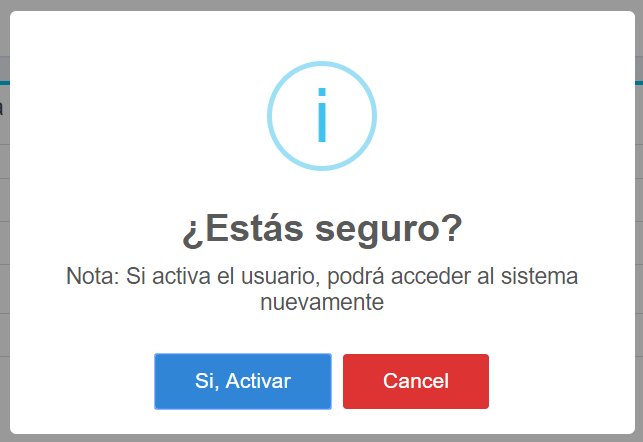 i
¿Estás seguro?
Nota: Si activa el usuario, podrá acceder al sistema
nuevamente
Si, Activar
Cancel